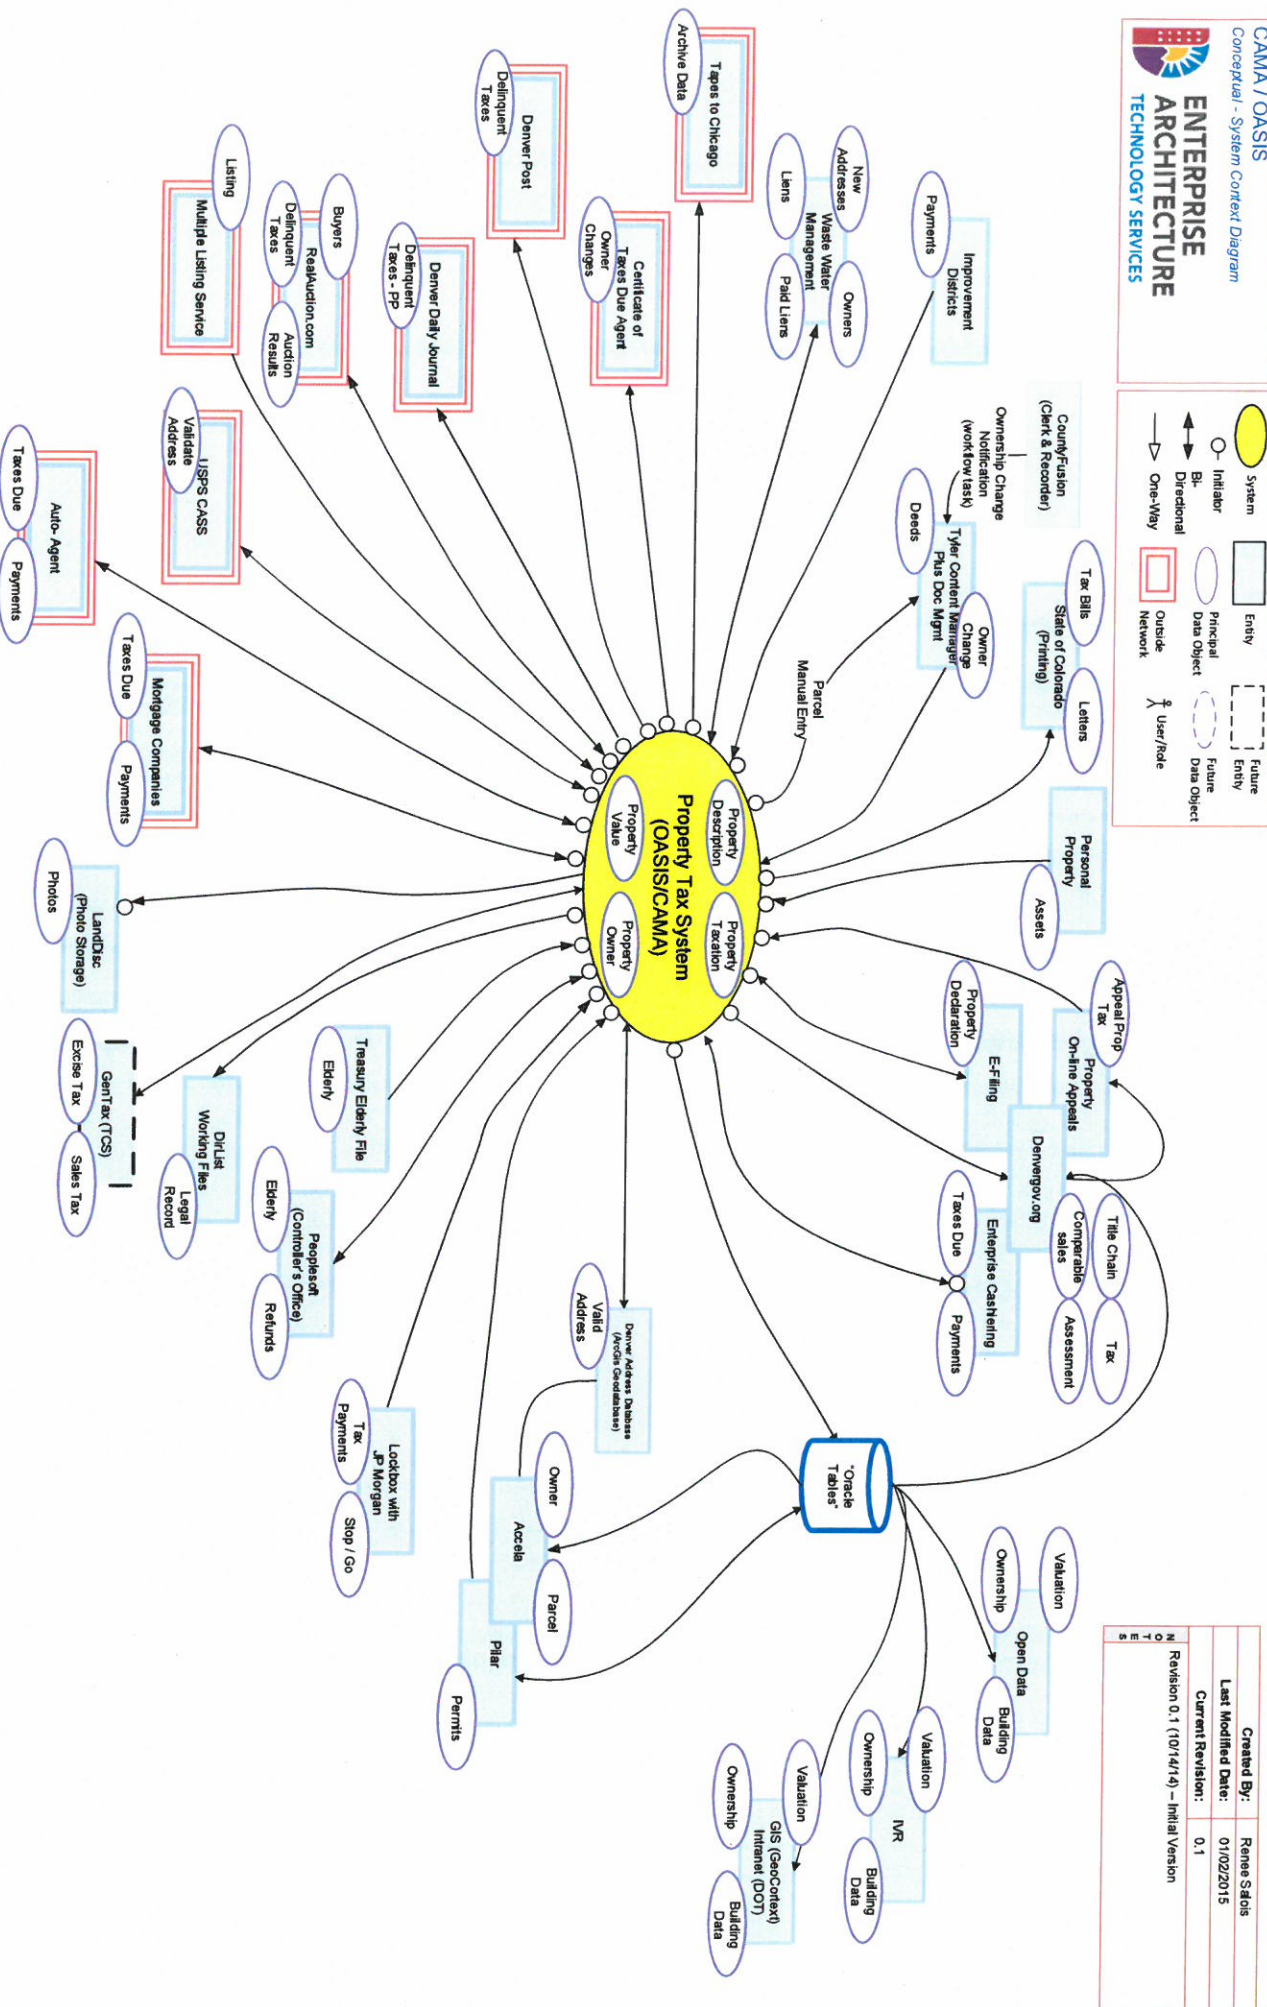 CAMA / OASIS
Conceptual - System Context Diagram
ENTERPRISE
ARCHITECTURE
TECHNOLOGY SERVICES
System
Entity
Future
Entity
Initiator
Principal
Data Object
Future
Data Object
Bi-
Directional
One-Way
Outside
Network
User/Role
Created By:
Renee Salois
Last Modified Date:
01/02/2015
Current Revision:
0.1
NOTES
Revision 0.1 (10/14/14) – Initial Version
CountyFusion
(Clerk & Recorder)
Ownership Change
Notification
(workflow task)
Improvement
Districts
Payments
New
Addresses
Owners
Waste Water
Management
Liens
Paid Liens
Tapes to Chicago
Archive Data
Certificate of
Taxes Due Agent
Owner
Changes
Denver Post
Delinquent
Taxes
Denver Daily Journal
Delinquent
Taxes - PP
Buyers
RealAuction.com
Delinquent
Taxes
Auction
Results
Listing
Multiple Listing Service
USPS CASS
Validate
Address
Auto- Agent
Taxes Due
Payments
Mortgage Companies
Taxes Due
Payments
Tyler Content Manager
Plus Doc Mgmt
Deeds
Owner
Change
Parcel
Manual Entry
Tax Bills
State of Colorado
(Printing)
Letters
Personal
Property
Assets
Appeal Prop
Tax
Property
On-line Appeals
E-Filing
Property
Declaration
Denvergov.org
Title Chain
Tax
Comparable
sales
Assessment
Enterprise Cashiering
Taxes Due
Payments
Property
Description
Property
Taxation
Property Tax System
(OASIS/CAMA)
Property
Value
Property
Owner
LandDisc
(Photo Storage)
Photos
GenTax (TCS)
Excise Tax
Sales Tax
DirList
Working Files
Legal
Record
Treasury Elderly File
Elderly
Peoplesoft
(Controller's Office)
Elderly
Refunds
Lockbox with
JP Morgan
Tax
Payments
Stop / Go
Denver Address Database
(ArcGis Geodatabase)
Valid
Address
Owner
Accela
Parcel
Pilar
Permits
"Oracle
Tables"
Valuation
Open Data
Ownership
Building
Data
Valuation
IVR
Ownership
Building
Data
Valuation
GIS (GeoCortext)
Intranet (DOT)
Ownership
Building
Data